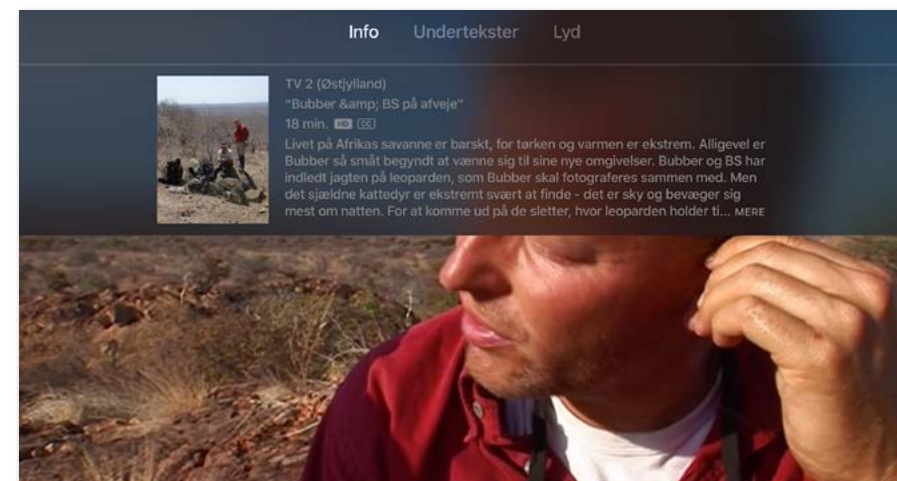 Info Undertekster Lyd
TV 2 (Østjylland)
“Bubber &amp; BS på afveje”
18 min. HD CC
Livet på Afrikas savanne er barskt, for tørken og varmen er ekstrem. Alligevel er
Bubber så småt begyndt at vænne sig til sine nye omgivelser. Bubber og BS har
indledt jagten på leoparden, som Bubber skal fotograferes sammen med. Men
det sjældne kattedyr er ekstremt svært at finde - det er sky og bevæger sig
mest om natten. For at komme ud på de sletter, hvor leoparden holder ti... MERE